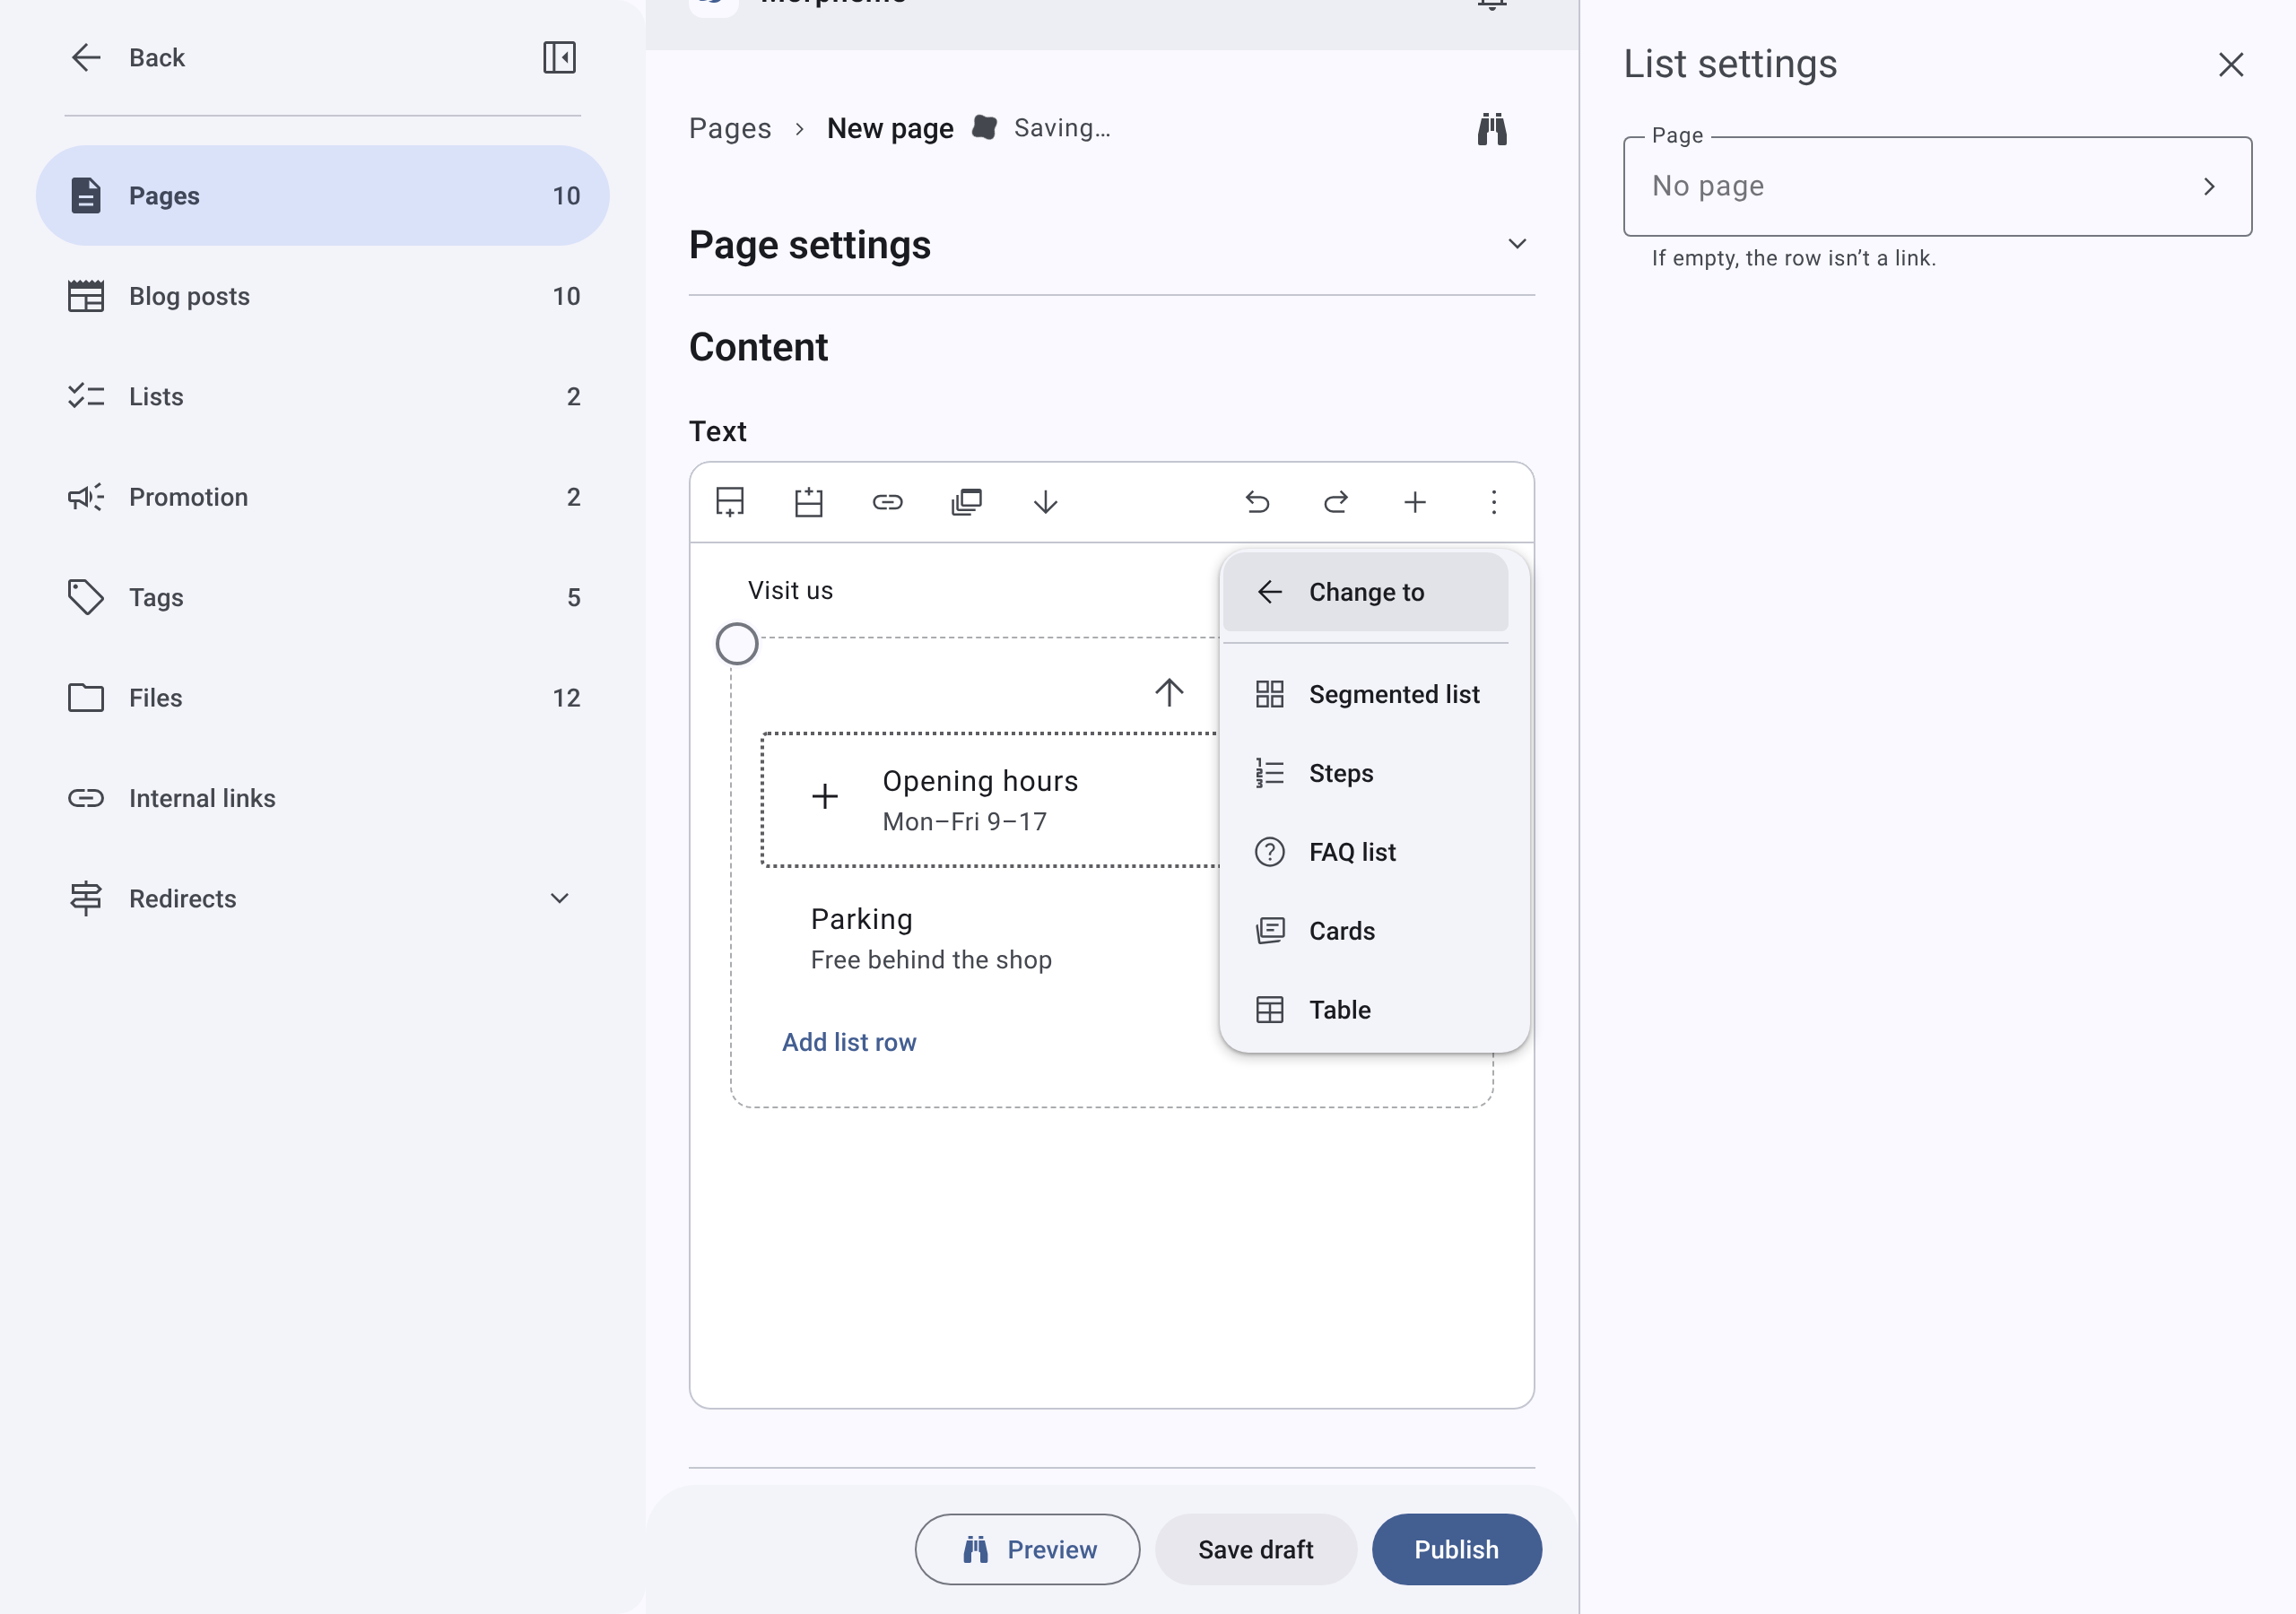 Back
Pages 10
Blog posts 10
Lists 2
Promotion 2
Tags 5
Files 12
Internal links
Redirects
Pages > New page Saving…
Page settings
Content
Text
Visit us
Opening hours
Mon–Fri 9–17
Parking
Free behind the shop
Add list row
Change to
Segmented list
Steps
FAQ list
Cards
Table
Preview
Save draft
Publish
List settings
Page
No page
If empty, the row isn’t a link.